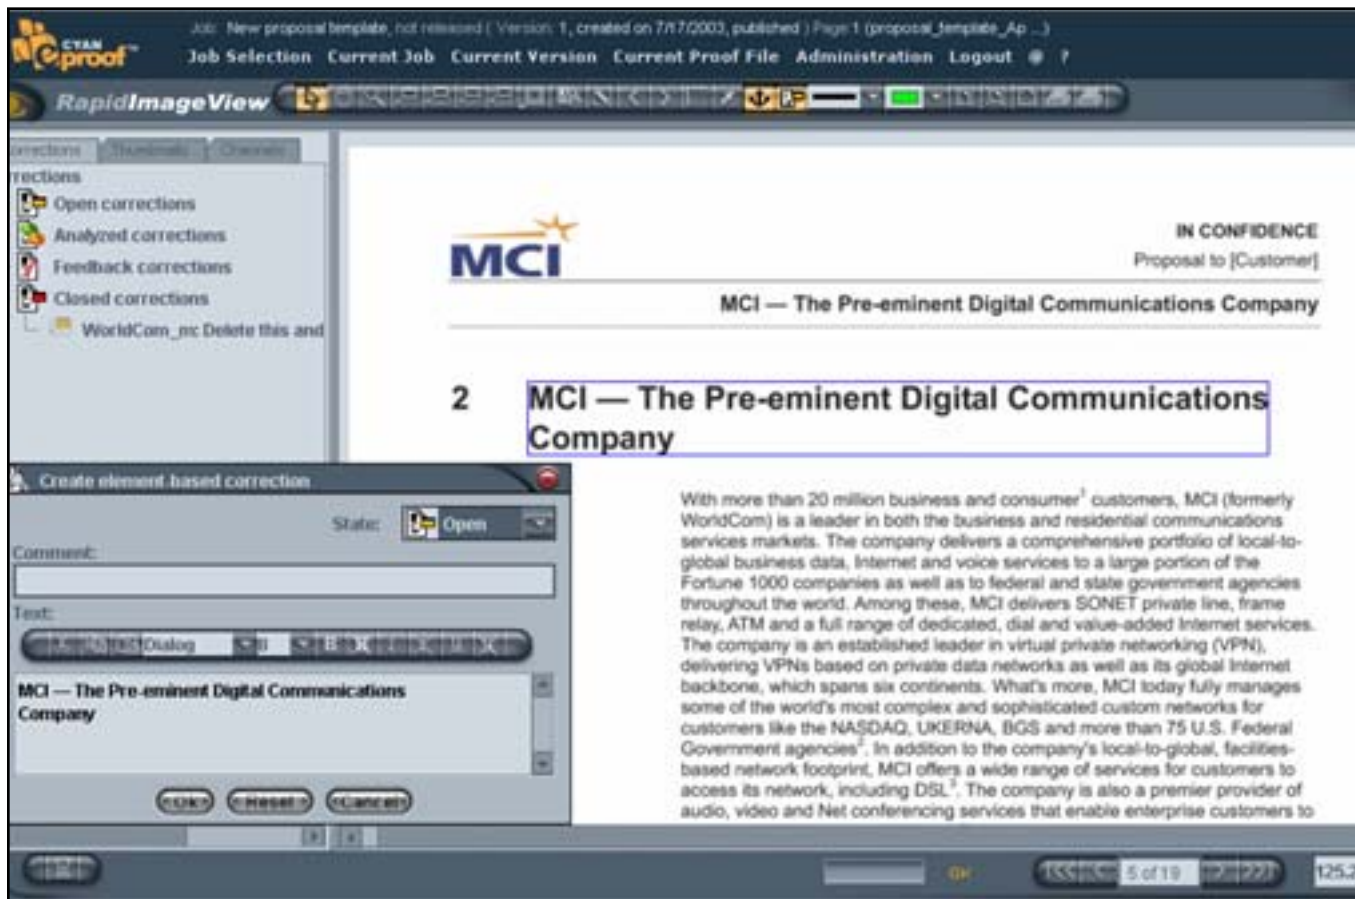 CYAN
eproof™
Job: New proposal template, not released ( Version: 1, created on 7/17/2003, published ) Page 1 (proposal_template_Ap ...)
Job Selection Current Job Current Version Current Proof File Administration Logout ?
RapidImageView
orrections Thumbnails Channels
rrections
Open corrections
Analyzed corrections
Feedback corrections
Closed corrections
WorldCom_mc Delete this and
MCI
IN CONFIDENCE
Proposal to [Customer]
MCI — The Pre-eminent Digital Communications Company
2 MCI — The Pre-eminent Digital Communications
Company
With more than 20 million business and consumer¹ customers, MCI (formerly
WorldCom) is a leader in both the business and residential communications
services markets. The company delivers a comprehensive portfolio of local-to-
global business data, Internet and voice services to a large portion of the
Fortune 1000 companies as well as to federal and state government agencies
throughout the world. Among these, MCI delivers SONET private line, frame
relay, ATM and a full range of dedicated, dial and value-added Internet services.
The company is an established leader in virtual private networking (VPN),
delivering VPNs based on private data networks as well as its global Internet
backbone, which spans six continents. What's more, MCI today fully manages
some of the world's most complex and sophisticated custom networks for
customers like the NASDAQ, UKERNA, BGS and more than 75 U.S. Federal
Government agencies². In addition to the company's local-to-global, facilities-
based network footprint, MCI offers a wide range of services for customers to
access its network, including DSL³. The company is also a premier provider of
audio, video and Net conferencing services that enable enterprise customers to
Create element-based correction
State: Open
Comment:
Text:
Dialog
MCI — The Pre-eminent Digital Communications
Company
Ok Reset Cancel
5 of 19
125.2